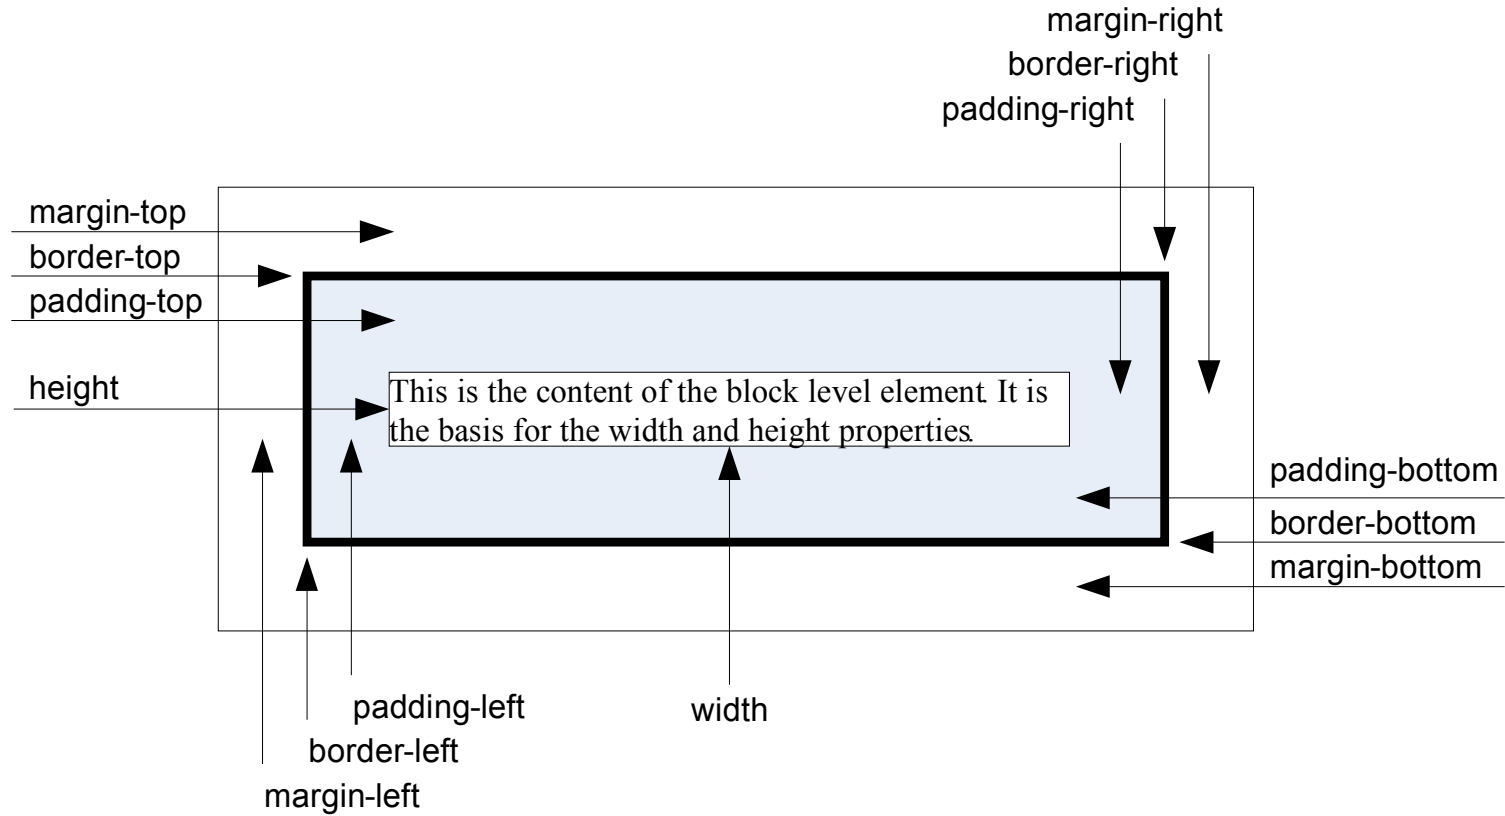 margin-right
border-right
padding-right
margin-top
border-top
padding-top
height
This is the content of the block level element. It is
the basis for the width and height properties.
padding-bottom
border-bottom
margin-bottom
padding-left
width
border-left
margin-left